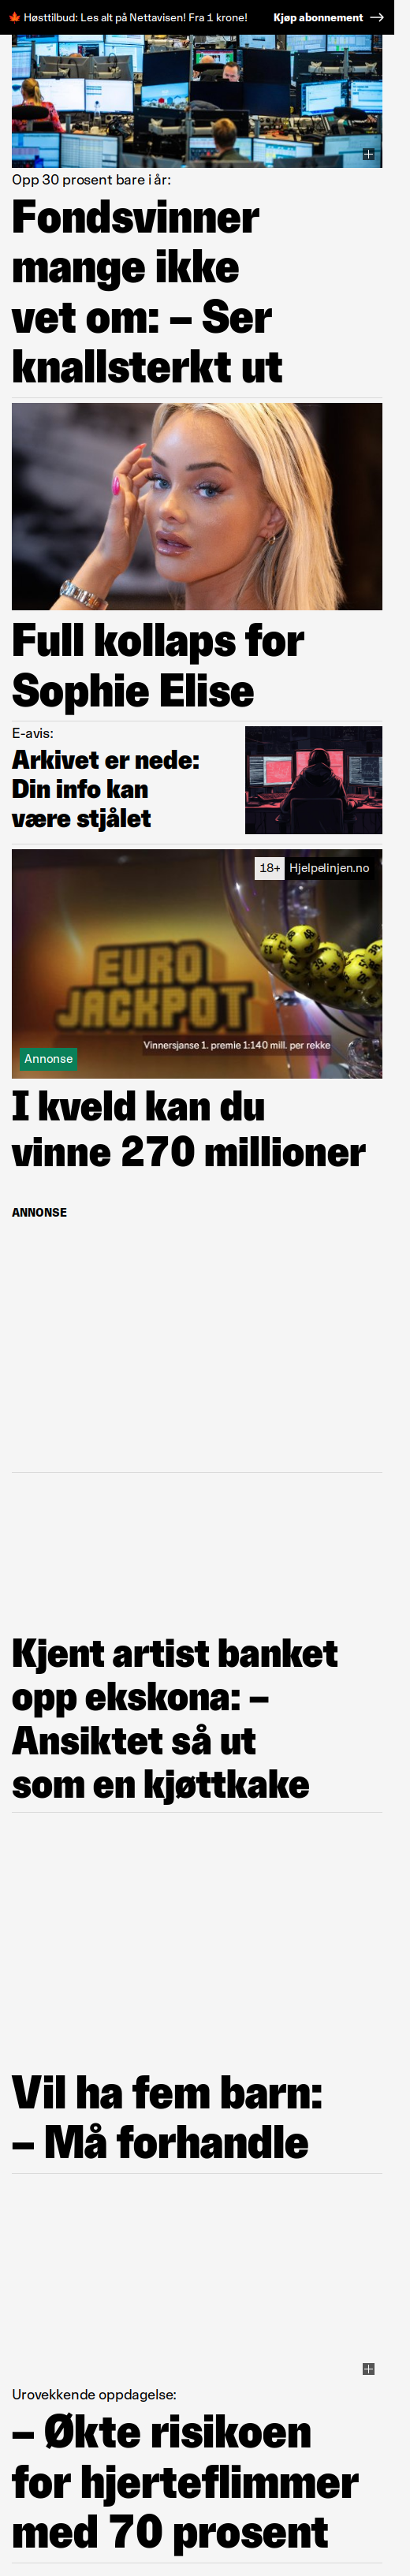 🍁 Høsttilbud: Les alt på Nettavisen! Fra 1 krone! Kjøp abonnement →
Opp 30 prosent bare i år:
Fondsvinner
mange ikke
vet om: – Ser
knallsterkt ut
Full kollaps for
Sophie Elise
E-avis:
Arkivet er nede:
Din info kan
være stjålet
18+ Hjelpelinjen.no
EURO
JACKPOT
Vinnersjanse 1. premie 1:140 mill. per rekke
Annonse
I kveld kan du
vinne 270 millioner
ANNONSE
Kjent artist banket
opp ekskona: –
Ansiktet så ut
som en kjøttkake
Vil ha fem barn:
– Må forhandle
Urovekkende oppdagelse:
– Økte risikoen
for hjerteflimmer
med 70 prosent